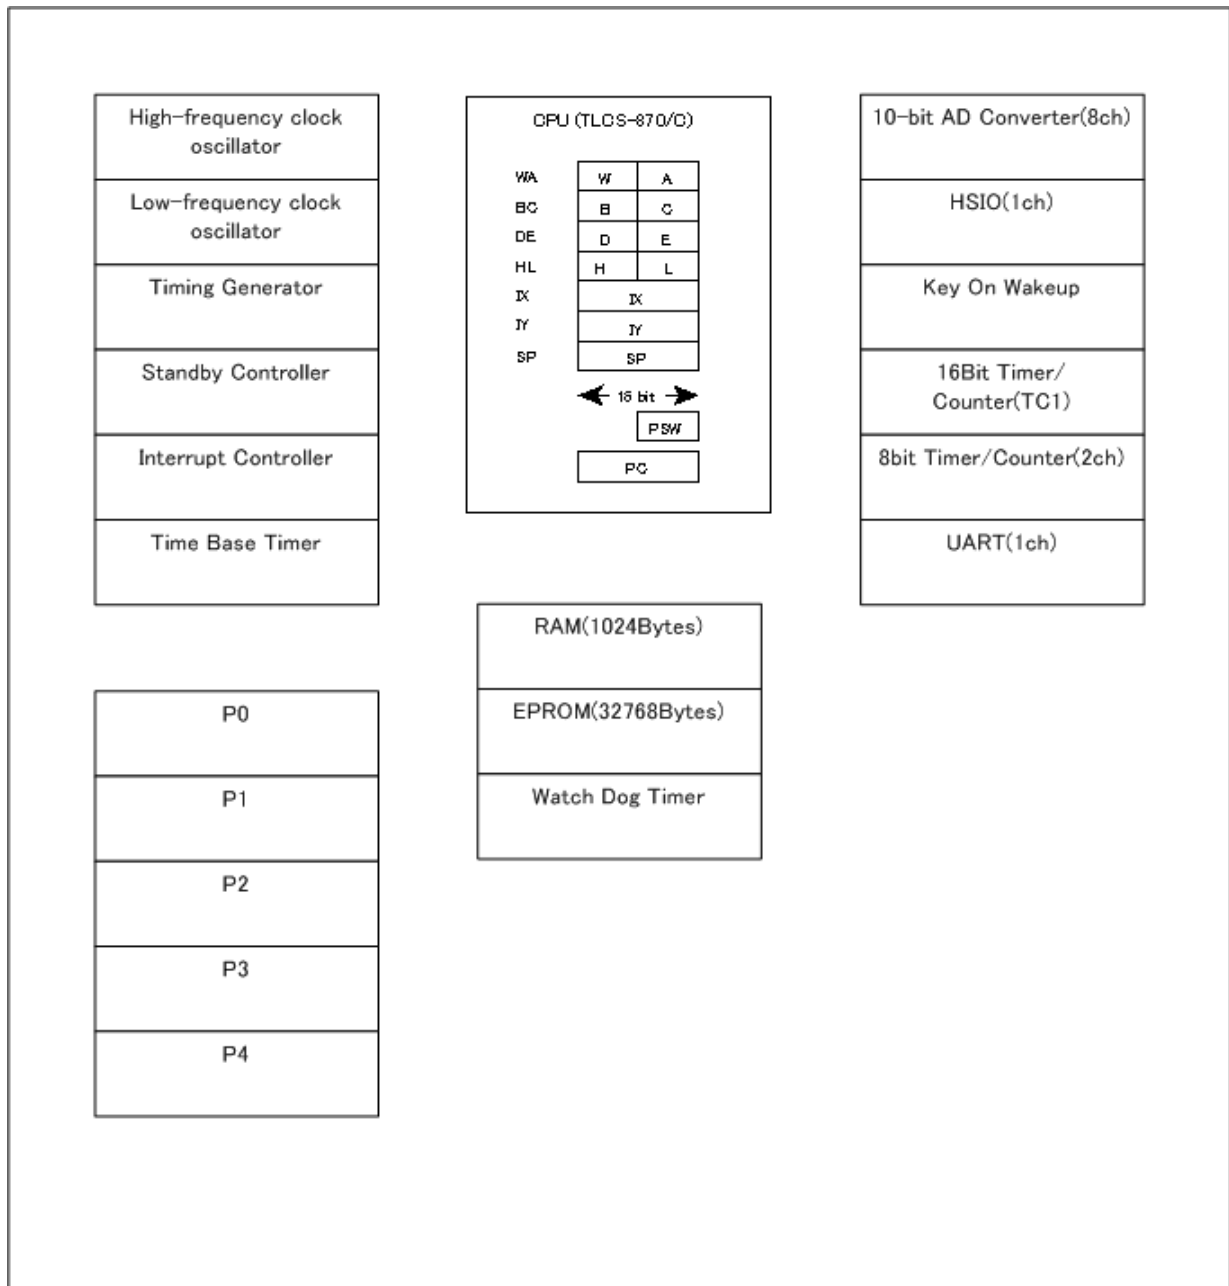 High-frequency clock
oscillator
Low-frequency clock
oscillator
Timing Generator
Standby Controller
Interrupt Controller
Time Base Timer
CPU (TLCS-870/C)
WA W A
BC B C
DE D E
HL H L
IX IX
IY IY
SP SP
16 bit
PSW
PC
10-bit AD Converter(8ch)
HSIO(1ch)
Key On Wakeup
16Bit Timer/
Counter(TC1)
8bit Timer/Counter(2ch)
UART(1ch)
RAM(1024Bytes)
EPROM(32768Bytes)
Watch Dog Timer
P0
P1
P2
P3
P4